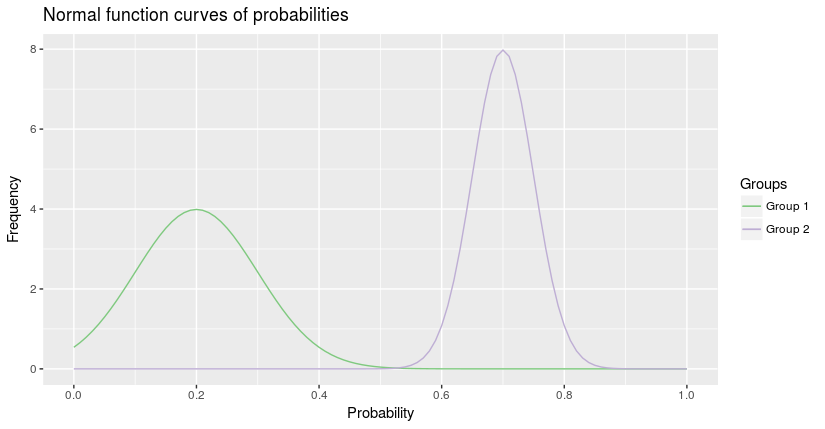 Normal function curves of probabilities
Frequency
8
6
4
2
0
0.0 0.2 0.4 0.6 0.8 1.0
Probability
Groups
Group 1
Group 2